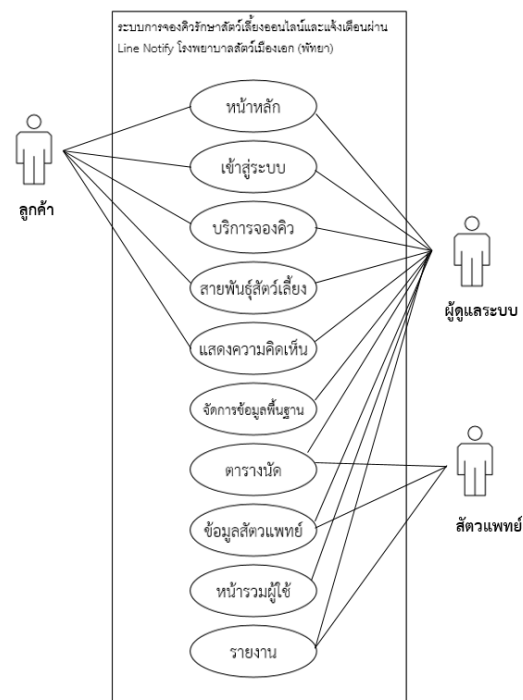 ระบบการจองคิวรักษาสัตว์เลี้ยงออนไลน์และแจ้งเตือนผ่าน
Line Notify โรงพยาบาลสัตว์เมืองเอก (พัทยา)
หน้าหลัก
เข้าสู่ระบบ
ลูกค้า
บริการจองคิว
สายพันธุ์สัตว์เลี้ยง
ผู้ดูแลระบบ
แสดงความคิดเห็น
จัดการข้อมูลพื้นฐาน
ตารางนัด
สัตวแพทย์
ข้อมูลสัตวแพทย์
หน้ารวมผู้ใช้
รายงาน